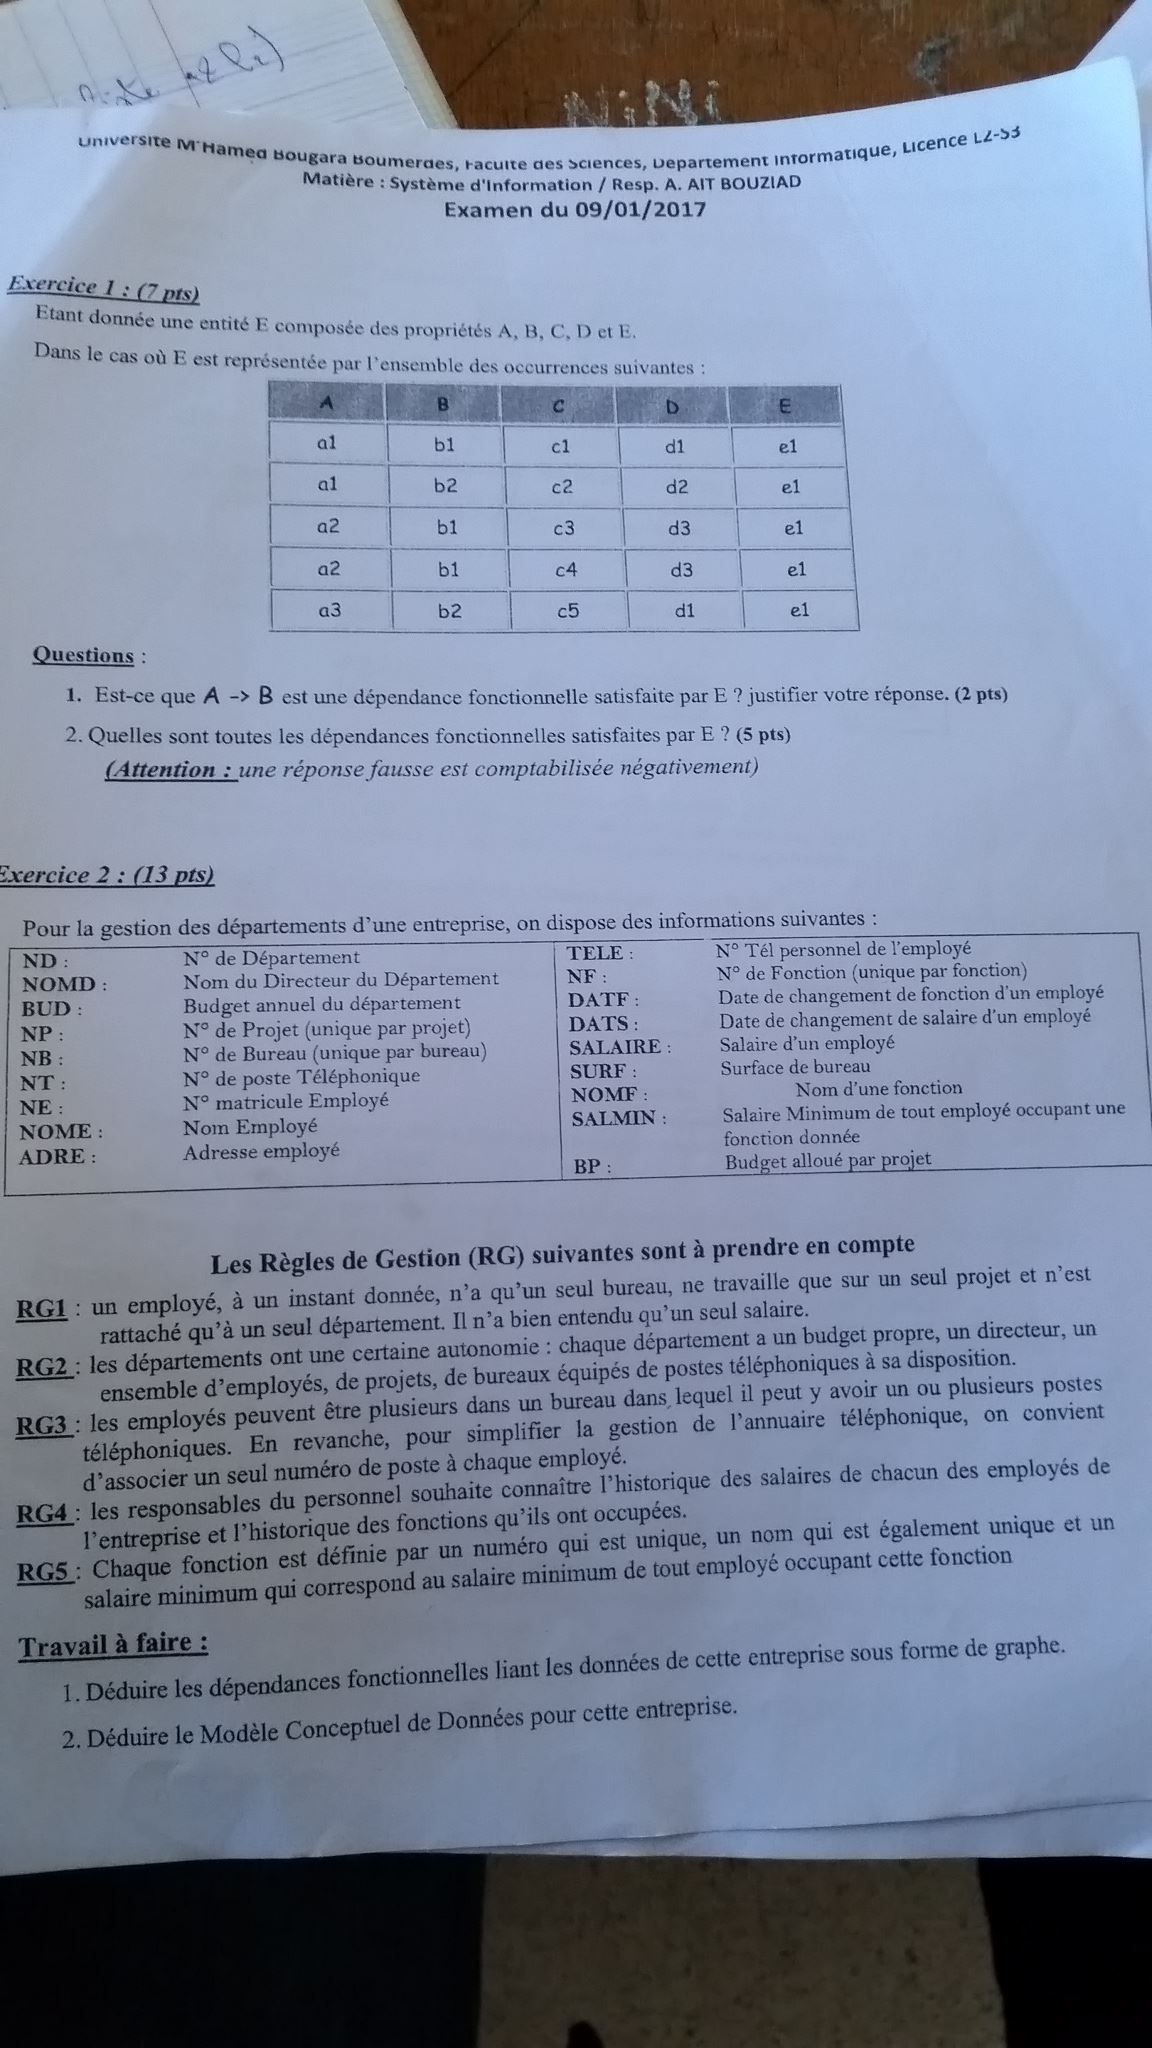 Université M'Hamed Bougara Boumerdes, Faculté des Sciences, Département Informatique, Licence L2-S3
Matière : Système d'Information / Resp. A. AIT BOUZIAD
Examen du 09/01/2017
NiNi
Exercice 1 : (7 pts)
Etant donnée une entité E composée des propriétés A, B, C, D et E.
Dans le cas où E est représentée par l'ensemble des occurrences suivantes :
A B C D E
a1 b1 c1 d1 e1
a1 b2 c2 d2 e1
a2 b1 c3 d3 e1
a2 b1 c4 d3 e1
a3 b2 c5 d1 e1
Questions :
1. Est-ce que A -> B est une dépendance fonctionnelle satisfaite par E ? justifier votre réponse. (2 pts)
2. Quelles sont toutes les dépendances fonctionnelles satisfaites par E ? (5 pts)
(Attention : une réponse fausse est comptabilisée négativement)
Exercice 2 : (13 pts)
Pour la gestion des départements d'une entreprise, on dispose des informations suivantes :
ND : N° de Département
NOMD : Nom du Directeur du Département
BUD : Budget annuel du département
NP : N° de Projet (unique par projet)
NB : N° de Bureau (unique par bureau)
NT : N° de poste Téléphonique
NE : N° matricule Employé
NOME : Nom Employé
ADRE : Adresse employé
TELE : N° Tél personnel de l'employé
NF : N° de Fonction (unique par fonction)
DATF : Date de changement de fonction d'un employé
DATS : Date de changement de salaire d'un employé
SALAIRE : Salaire d'un employé
SURF : Surface de bureau
NOMF : Nom d'une fonction
SALMIN : Salaire Minimum de tout employé occupant une
fonction donnée
BP : Budget alloué par projet
Les Règles de Gestion (RG) suivantes sont à prendre en compte
RG1 : un employé, à un instant donnée, n'a qu'un seul bureau, ne travaille que sur un seul projet et n'est
rattaché qu'à un seul département. Il n'a bien entendu qu'un seul salaire.
RG2 : les départements ont une certaine autonomie : chaque département a un budget propre, un directeur, un
ensemble d'employés, de projets, de bureaux équipés de postes téléphoniques à sa disposition.
RG3 : les employés peuvent être plusieurs dans un bureau dans lequel il peut y avoir un ou plusieurs postes
téléphoniques. En revanche, pour simplifier la gestion de l'annuaire téléphonique, on convient
d'associer un seul numéro de poste à chaque employé.
RG4 : les responsables du personnel souhaite connaître l'historique des salaires de chacun des employés de
l'entreprise et l'historique des fonctions qu'ils ont occupées.
RG5 : Chaque fonction est définie par un numéro qui est unique, un nom qui est également unique et un
salaire minimum qui correspond au salaire minimum de tout employé occupant cette fonction
Travail à faire :
1. Déduire les dépendances fonctionnelles liant les données de cette entreprise sous forme de graphe.
2. Déduire le Modèle Conceptuel de Données pour cette entreprise.